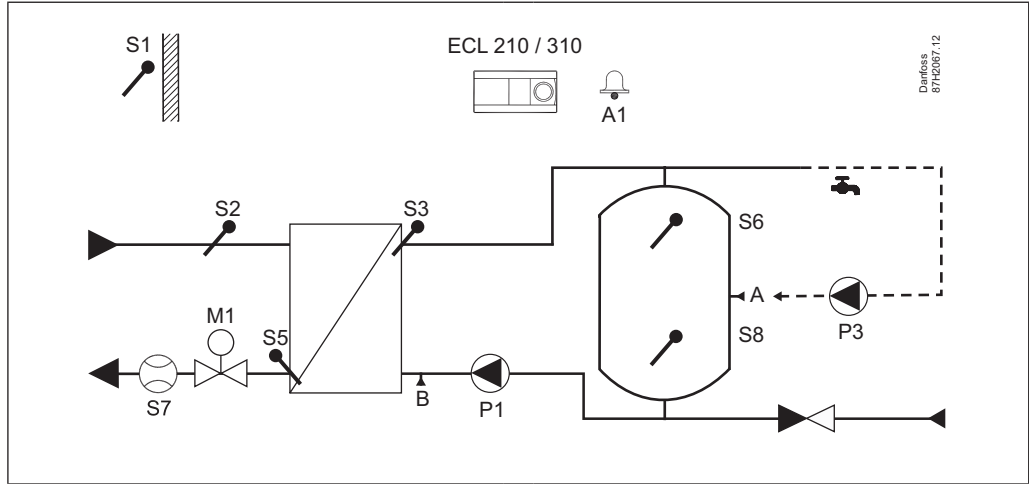 S1
ECL 210 / 310
A1
Danfoss
87H2067.12
S2
S3
S6
A
P3
S8
M1
S5
S7
B
P1